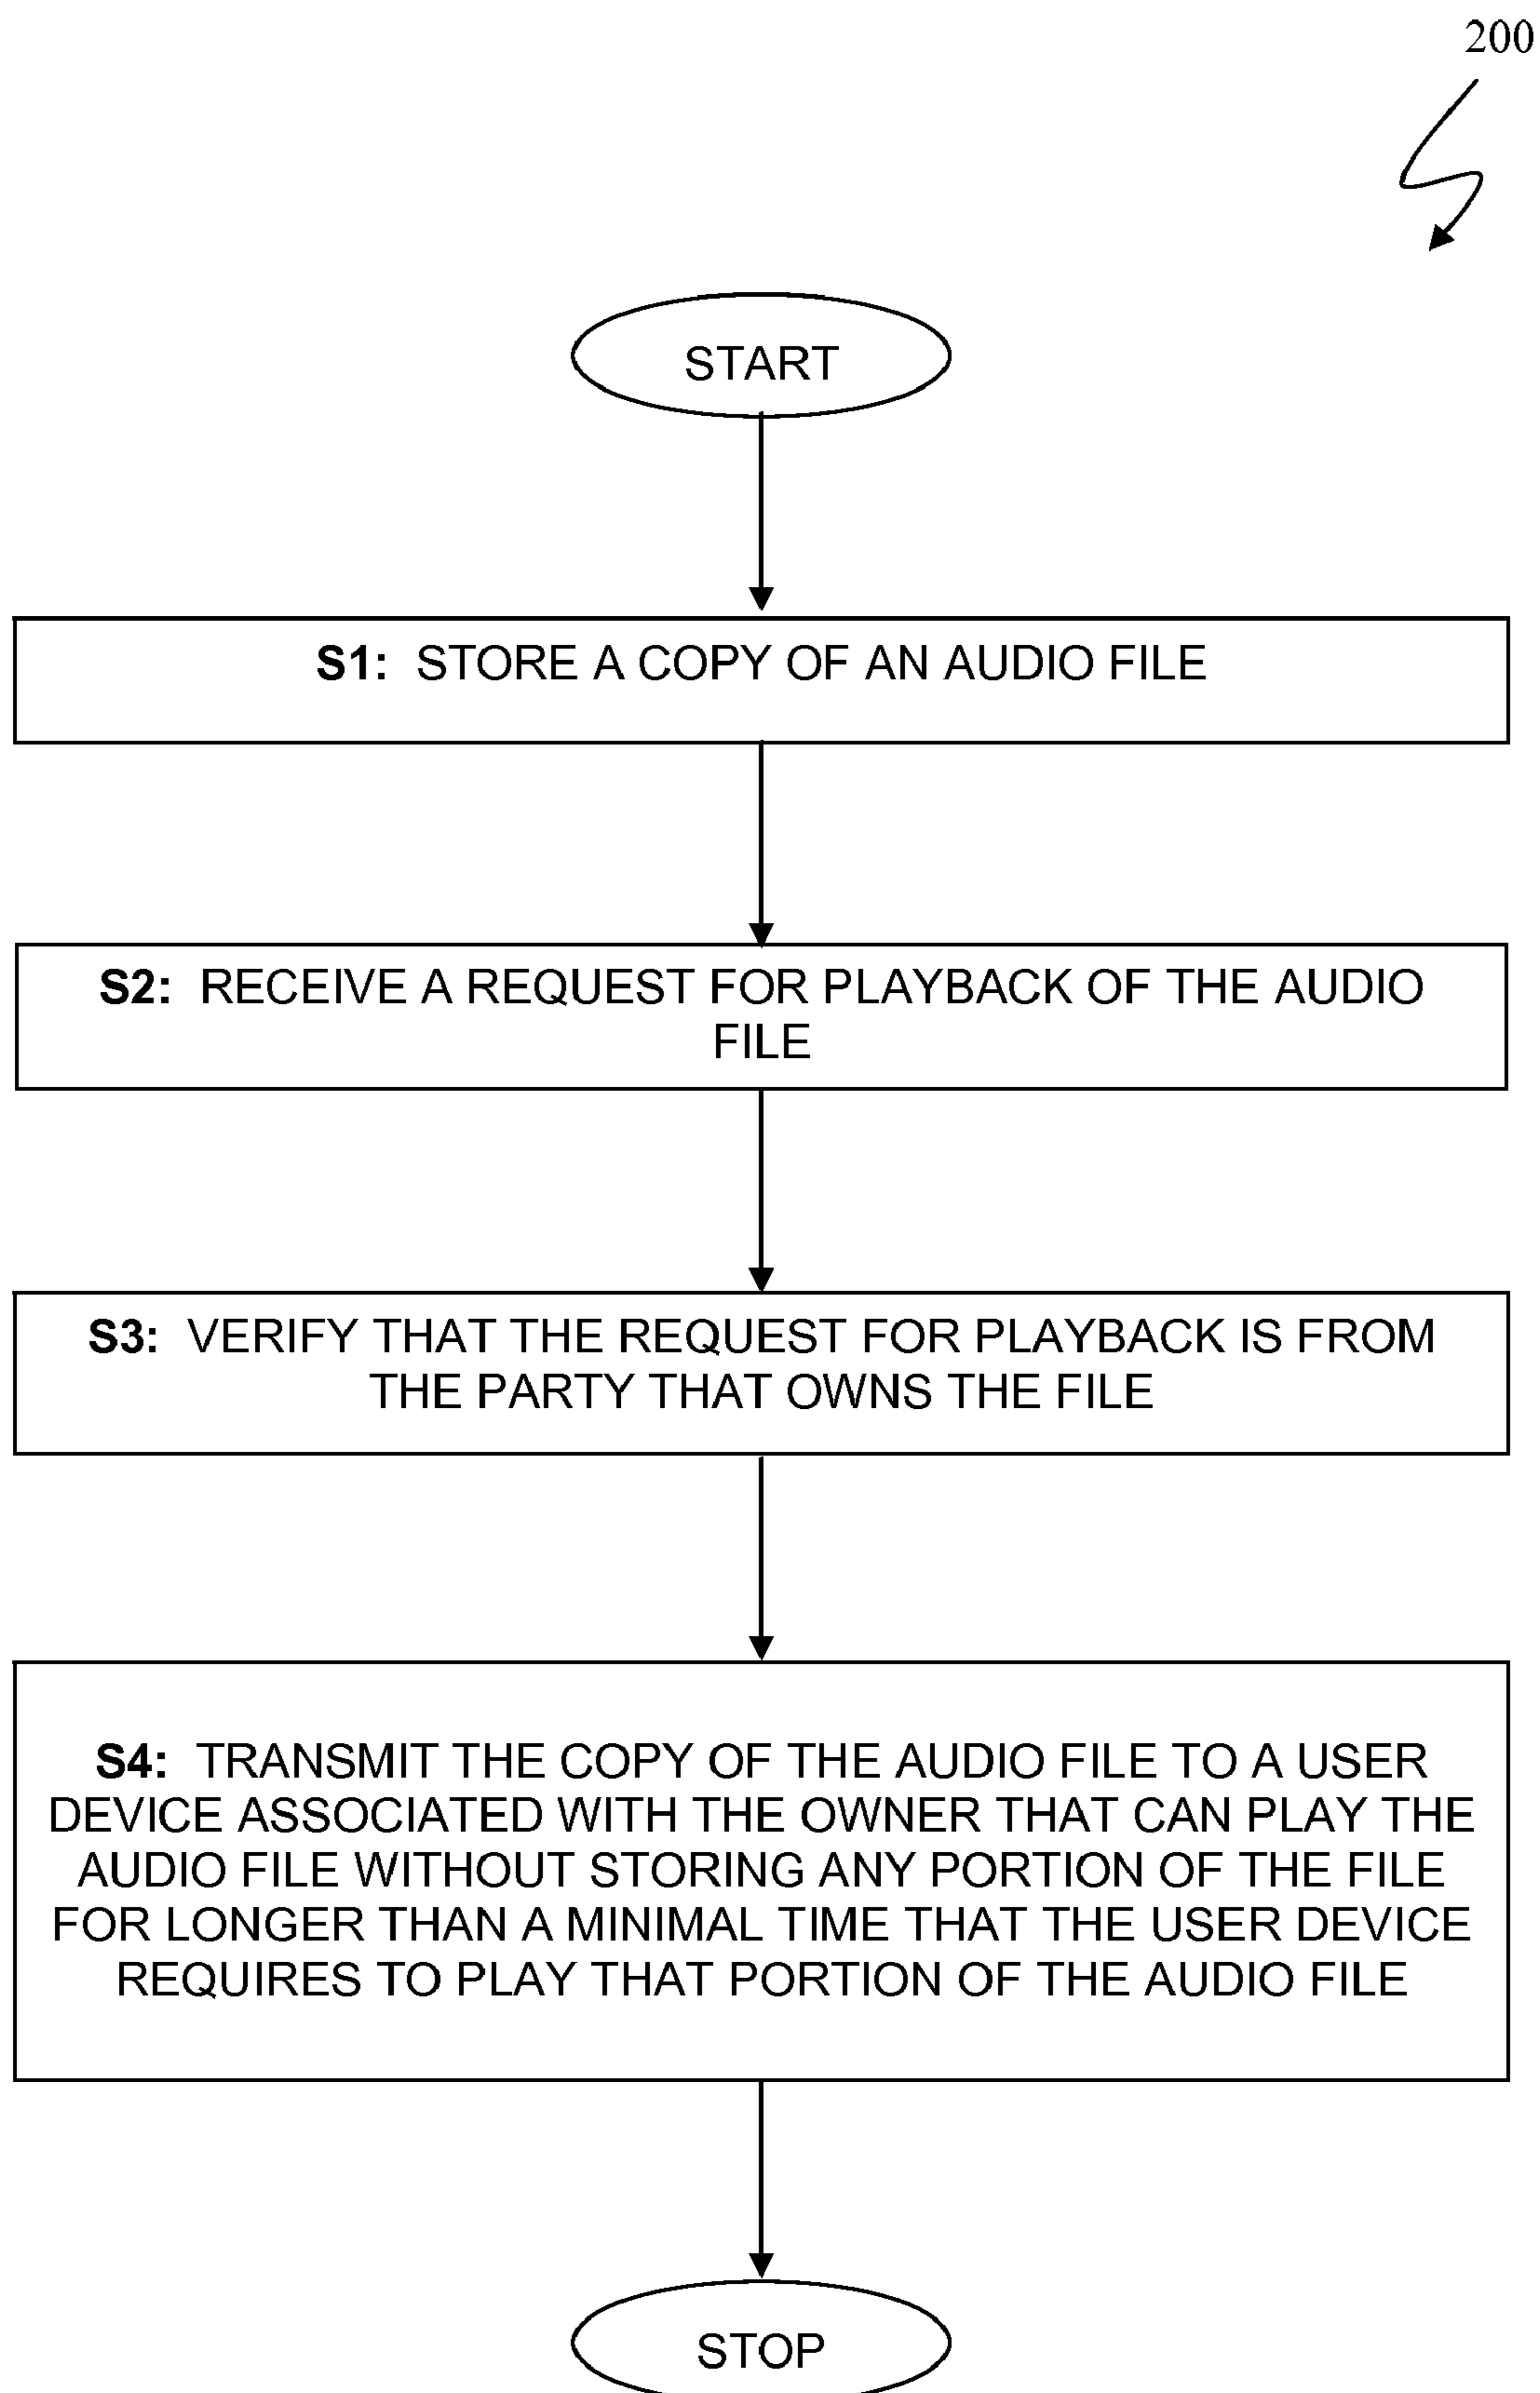 200
START
S1: STORE A COPY OF AN AUDIO FILE
S2: RECEIVE A REQUEST FOR PLAYBACK OF THE AUDIO
FILE
S3: VERIFY THAT THE REQUEST FOR PLAYBACK IS FROM
THE PARTY THAT OWNS THE FILE
S4: TRANSMIT THE COPY OF THE AUDIO FILE TO A USER
DEVICE ASSOCIATED WITH THE OWNER THAT CAN PLAY THE
AUDIO FILE WITHOUT STORING ANY PORTION OF THE FILE
FOR LONGER THAN A MINIMAL TIME THAT THE USER DEVICE
REQUIRES TO PLAY THAT PORTION OF THE AUDIO FILE
STOP